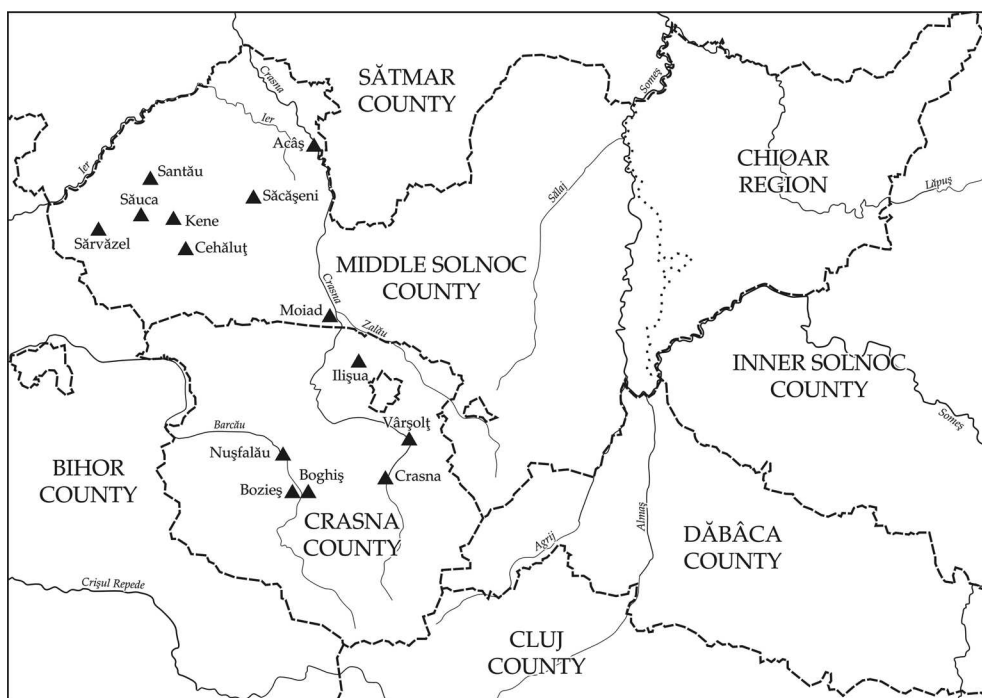 SĂTMAR
COUNTY
Crasna
Ier
Acâş
Someş
CHIOAR
REGION
Lăpuş
Ier
Santău
Săcăşeni
Sălaj
Săuca
Kene
Sărvăzel
Cehăluţ
MIDDLE SOLNOC
COUNTY
Crasna
Moiad
Zalău
INNER SOLNOC
COUNTY
Ilişua
Someş
Barcău
Vârşolţ
Nuşfalău
BIHOR
COUNTY
Boghiş
Crasna
Bozieş
CRASNA
COUNTY
Almaş
Agrij
DĂBÂCA
COUNTY
Crişul Repede
CLUJ
COUNTY